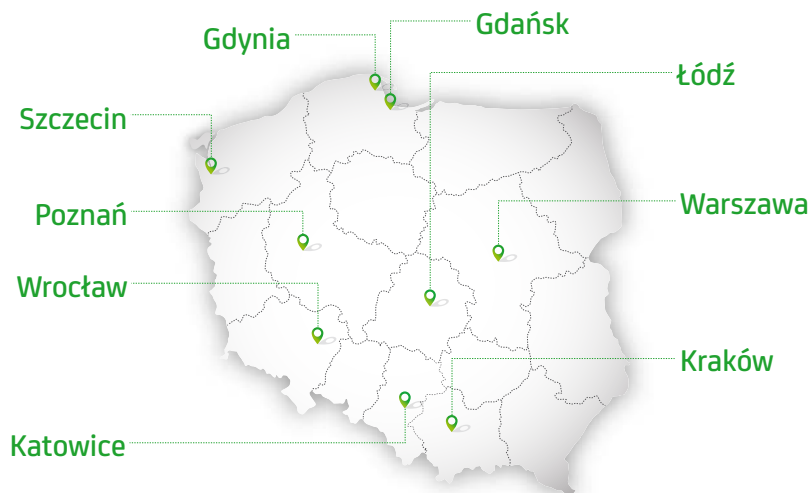 Gdańsk
Gdynia
Łódź
Szczecin
Warszawa
Poznań
Wrocław
Kraków
Katowice